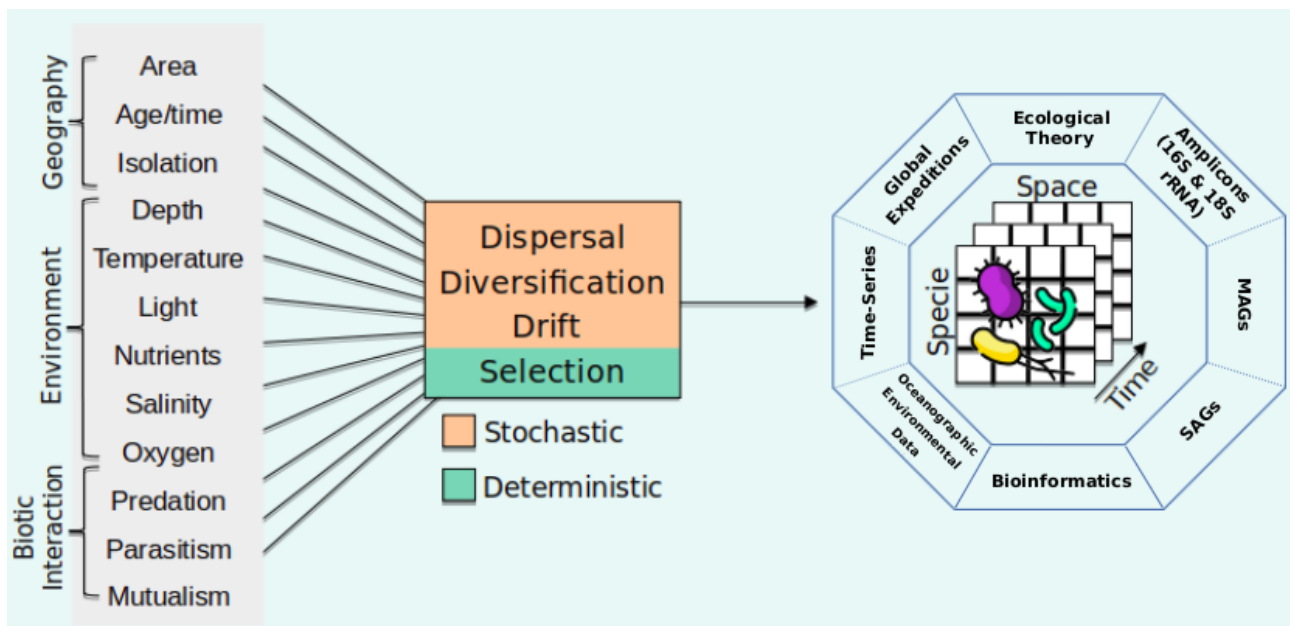 Geography
Area
Age/time
Isolation
Environment
Depth
Temperature
Light
Nutrients
Salinity
Oxygen
Biotic
Interaction
Predation
Parasitism
Mutualism
Dispersal
Diversification
Drift
Selection
Stochastic
Deterministic
Ecological
Theory
Amplicons
(16S & 18S
rRNA)
MAGs
SAGs
Bioinformatics
Oceanographic
Environmental
Data
Time-Series
Global
Expeditions
Space
Specie
Time